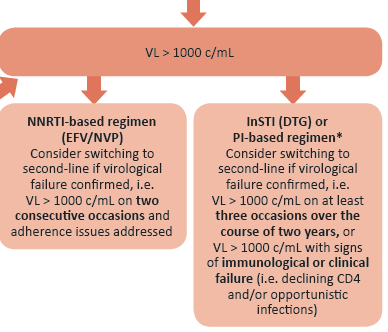 VL > 1000 c/mL
NNRTI-based regimen
(EFV/NVP)
Consider switching to
second-line if virological
failure confirmed, i.e.
VL > 1000 c/mL on two
consecutive occasions and
adherence issues addressed
InSTI (DTG) or
PI-based regimen*
Consider switching to
second-line if virological
failure confirmed, i.e.
VL > 1000 c/mL on at least
three occasions over the
course of two years, or
VL > 1000 c/mL with signs
of immunological or clinical
failure (i.e. declining CD4
and/or opportunistic
infections)